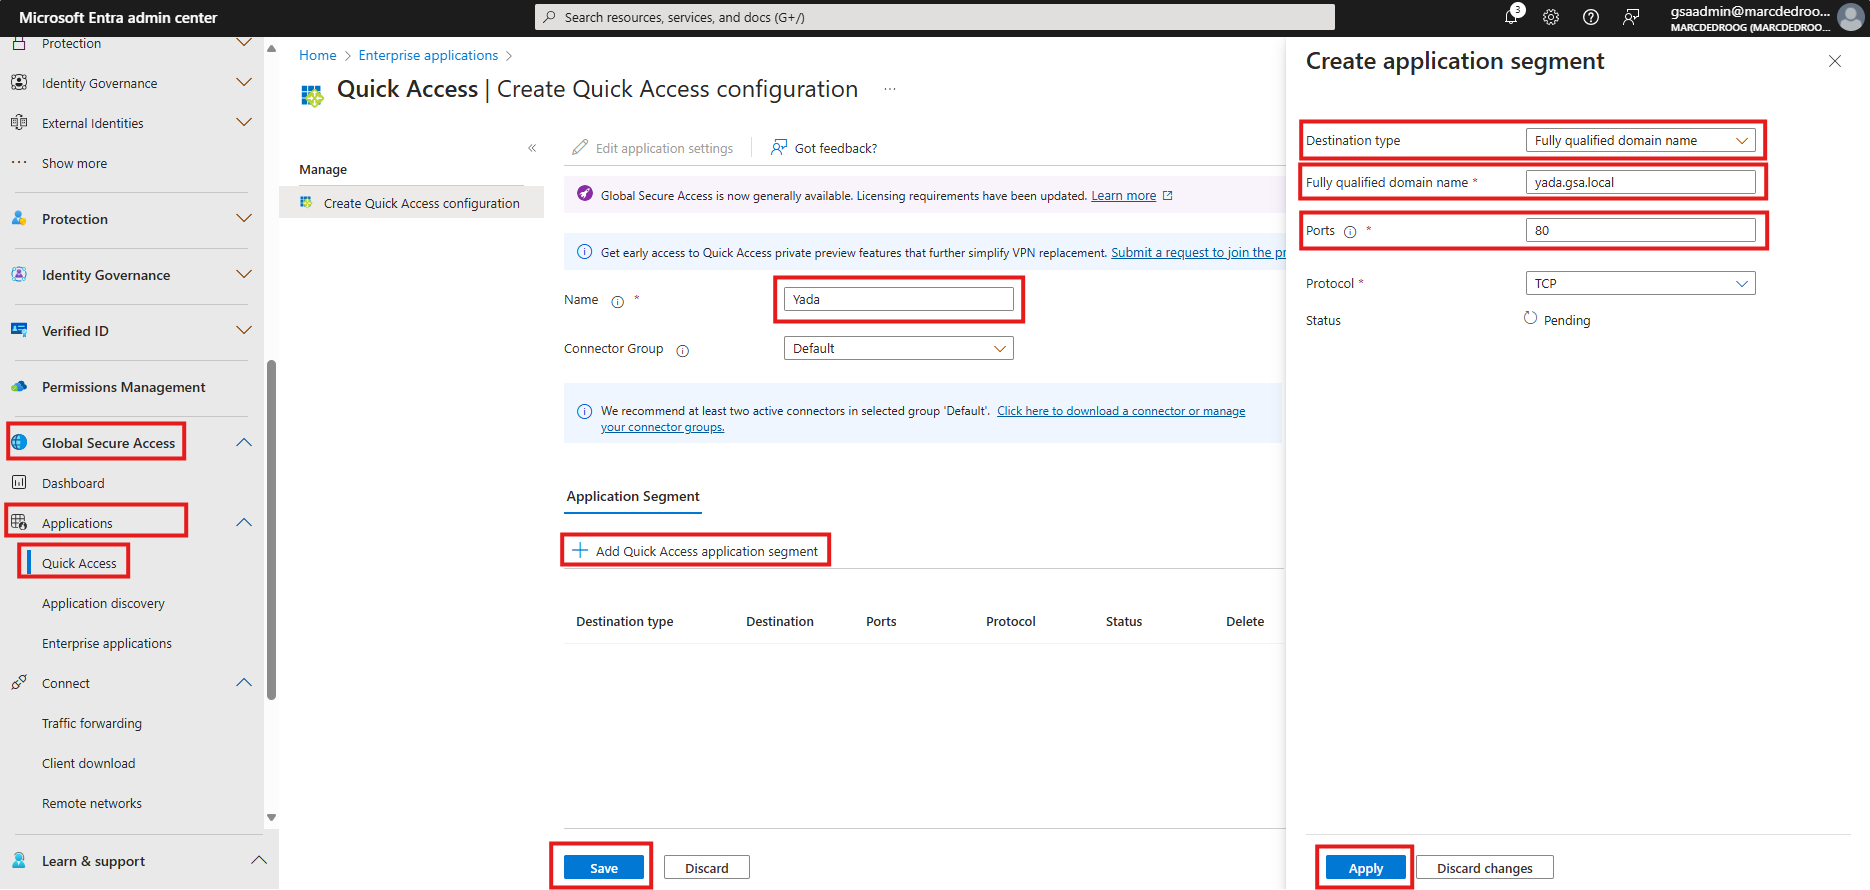 Microsoft Entra admin center
Search resources, services, and docs (G+/)
3
gsaadmin@marcdedroo...
MARCDEDROOG (MARCDEDROO...
Protection
Identity Governance
External Identities
Show more
Protection
Identity Governance
Verified ID
Permissions Management
Global Secure Access
Dashboard
Applications
Quick Access
Application discovery
Enterprise applications
Connect
Traffic forwarding
Client download
Remote networks
Learn & support
Home > Enterprise applications >
Quick Access | Create Quick Access configuration ...
Manage
Create Quick Access configuration
Edit application settings
Got feedback?
Global Secure Access is now generally available. Licensing requirements have been updated. Learn more
Get early access to Quick Access private preview features that further simplify VPN replacement. Submit a request to join the pr
Name *
Yada
Connector Group
Default
We recommend at least two active connectors in selected group 'Default'. Click here to download a connector or manage
your connector groups.
Application Segment
Add Quick Access application segment
Destination type Destination Ports Protocol Status Delete
Save Discard
Create application segment
Destination type
Fully qualified domain name
Fully qualified domain name *
yada.gsa.local
Ports *
80
Protocol *
TCP
Status
Pending
Apply Discard changes